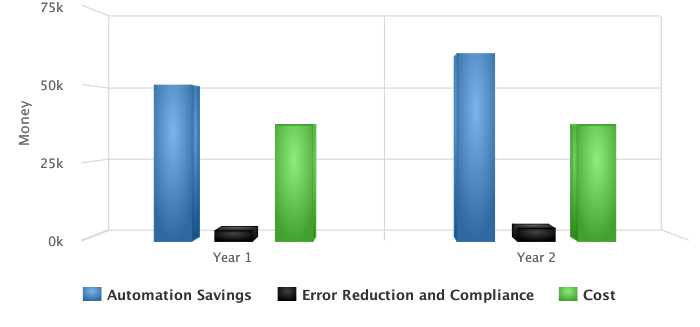 75k
50k
25k
0k
Money
Year 1
Year 2
Automation Savings
Error Reduction and Compliance
Cost